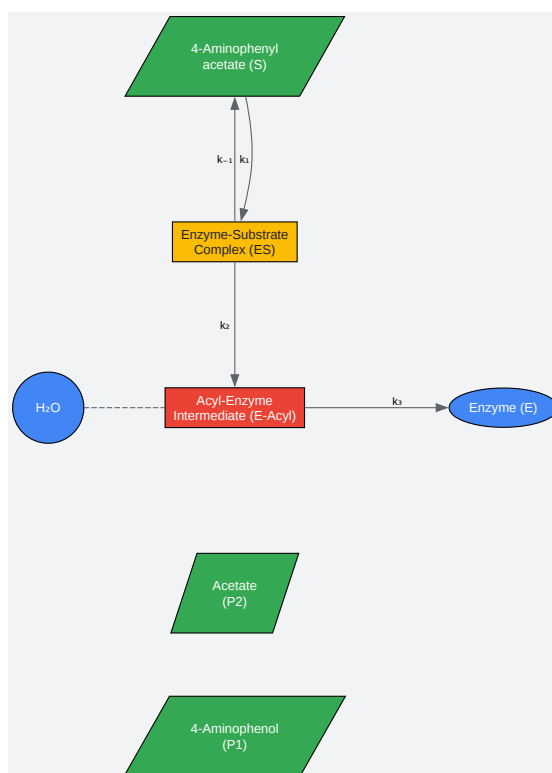 4-Aminophenyl
acetate (S)
k₋₁
k₁
Enzyme-Substrate
Complex (ES)
k₂
H₂O
Acyl-Enzyme
Intermediate (E-Acyl)
k₃
Enzyme (E)
Acetate
(P2)
4-Aminophenol
(P1)